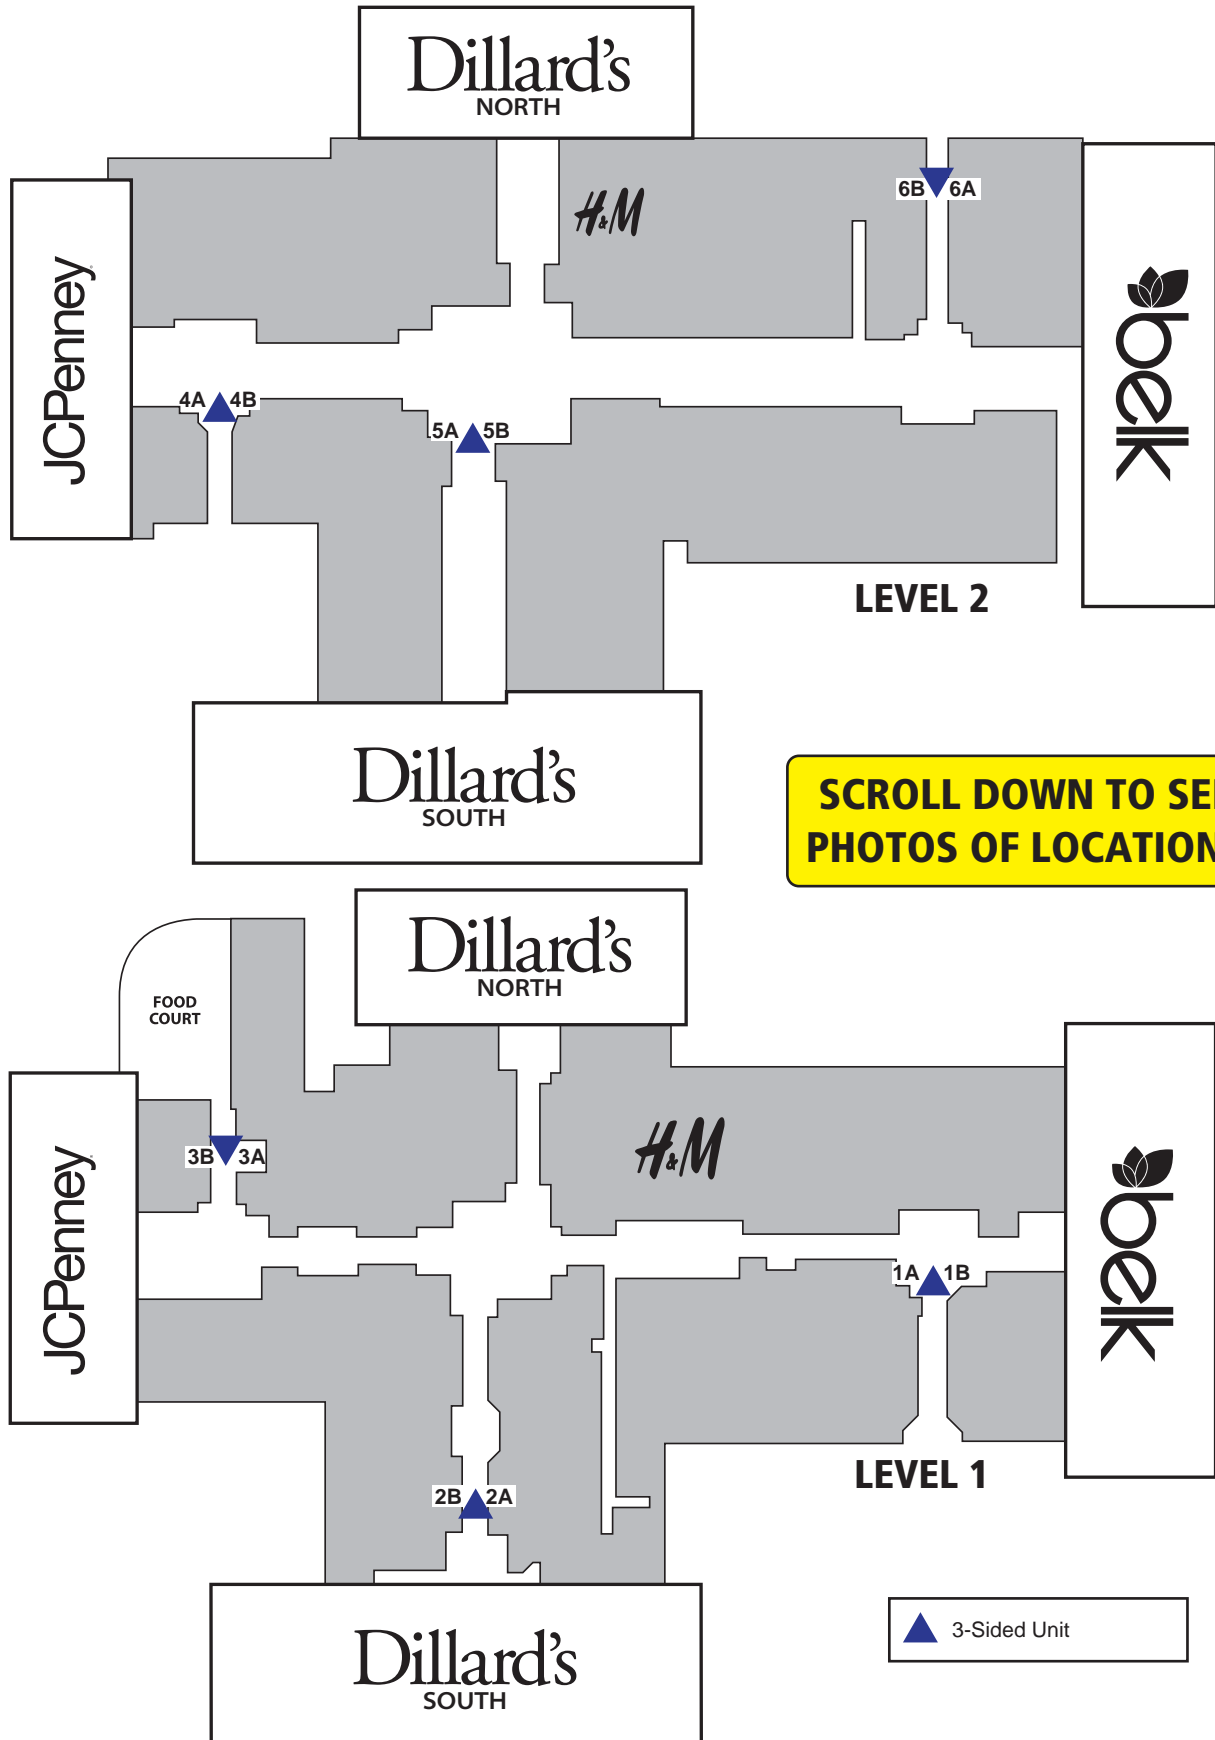 Dillard's
NORTH
H&M
6B 6A
JCPenney
belk
4A 4B
5A 5B
LEVEL 2
Dillard's
SOUTH
SCROLL DOWN TO SE
PHOTOS OF LOCATION
Dillard's
NORTH
FOOD
COURT
JCPenney
3B 3A
H&M
belk
1A 1B
LEVEL 1
2B 2A
Dillard's
SOUTH
3-Sided Unit